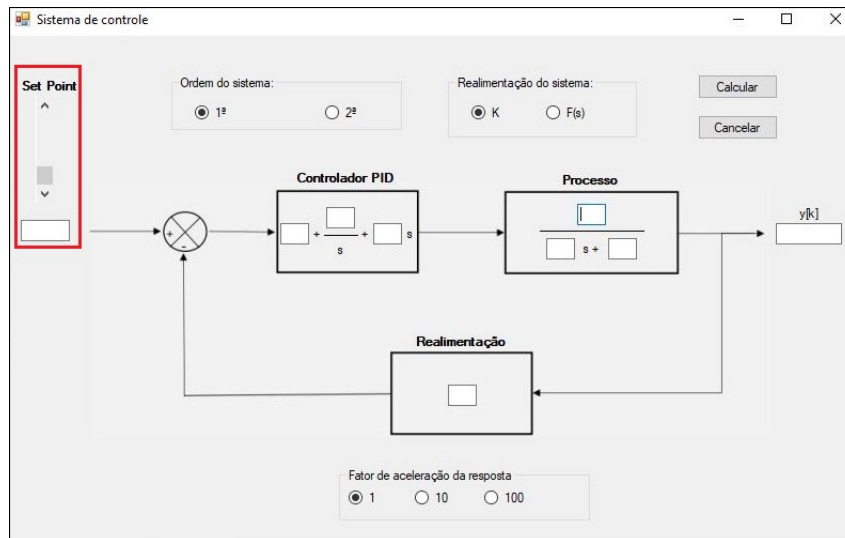 Sistema de controle
Set Point
Ordem do sistema:
1ª
2ª
Realimentação do sistema:
K
F(s)
Calcular
Cancelar
Controlador PID
+
s
+
s
Processo
s +
y[k]
+
-
Realimentação
Fator de aceleração da resposta
1
10
100